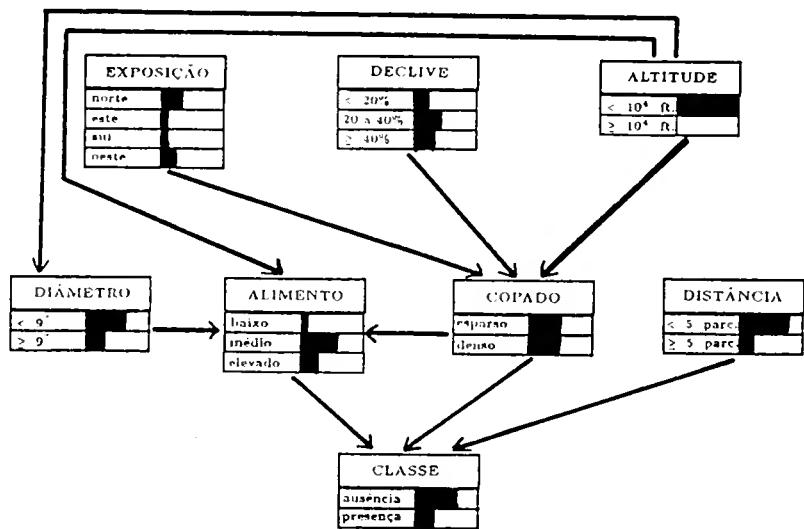 EXPOSIÇÃO
norte
este
sul
oeste
DECLIVE
< 20%
20 a 40%
≥ 40%
ALTITUDE
< 10⁴ ft.
≥ 10⁴ ft.
DIÂMETRO
< 9"
≥ 9"
ALIMENTO
baixo
médio
elevado
COPADO
esparso
denso
DISTÂNCIA
< 5 parc.
≥ 5 parc.
CLASSE
ausência
presença